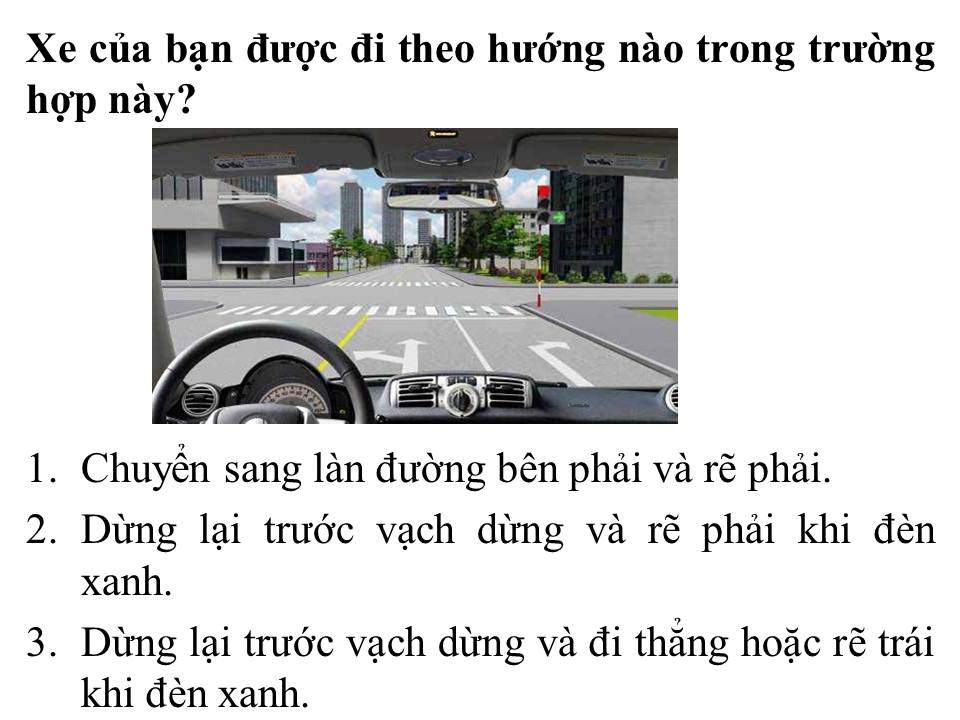 Xe của bạn được đi theo hướng nào trong trường
hợp này?
1. Chuyển sang làn đường bên phải và rẽ phải.
2. Dừng lại trước vạch dừng và rẽ phải khi đèn
xanh.
3. Dừng lại trước vạch dừng và đi thẳng hoặc rẽ trái
khi đèn xanh.